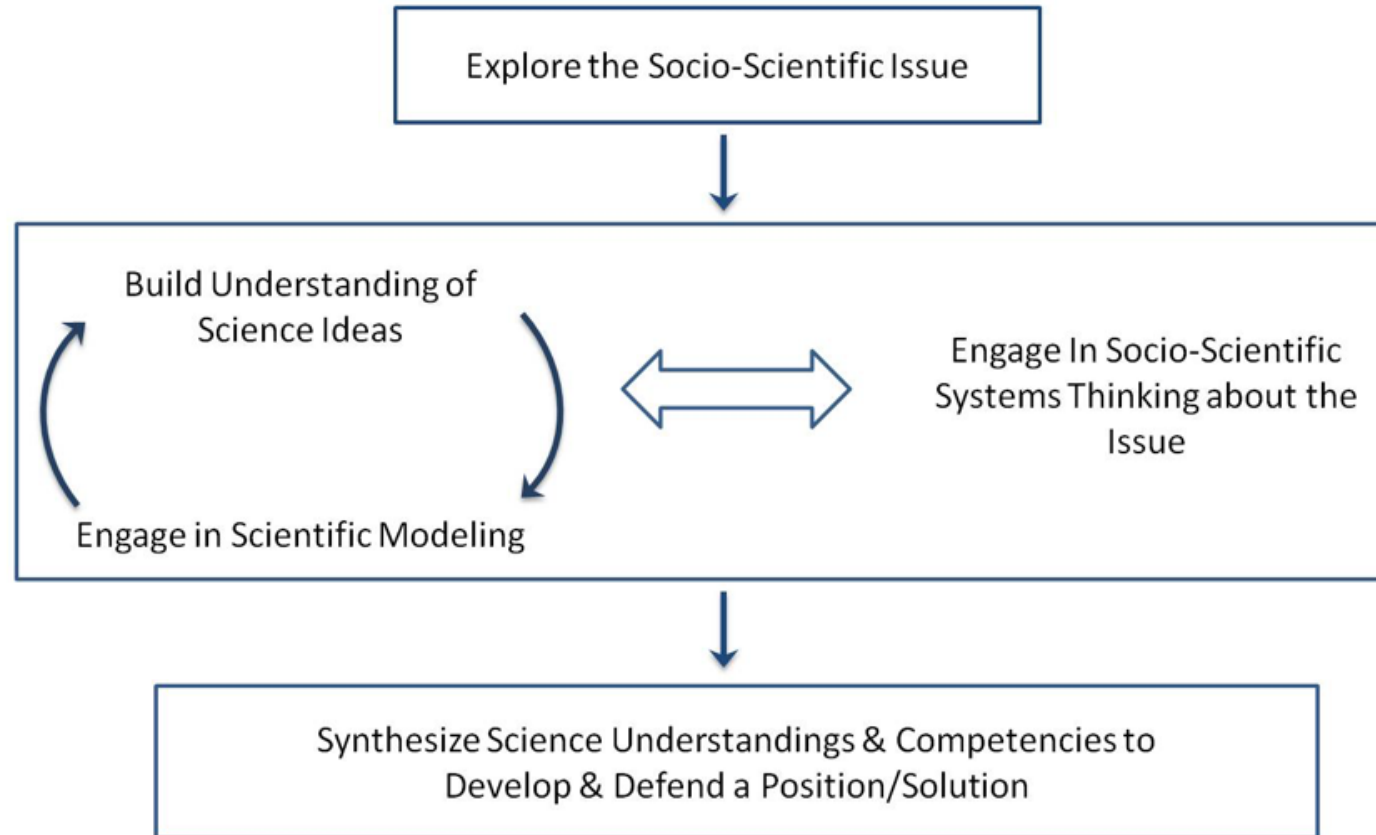 Explore the Socio-Scientific Issue
Build Understanding of
Science Ideas
Engage in Scientific Modeling
Engage In Socio-Scientific
Systems Thinking about the
Issue
Synthesize Science Understandings & Competencies to
Develop & Defend a Position/Solution